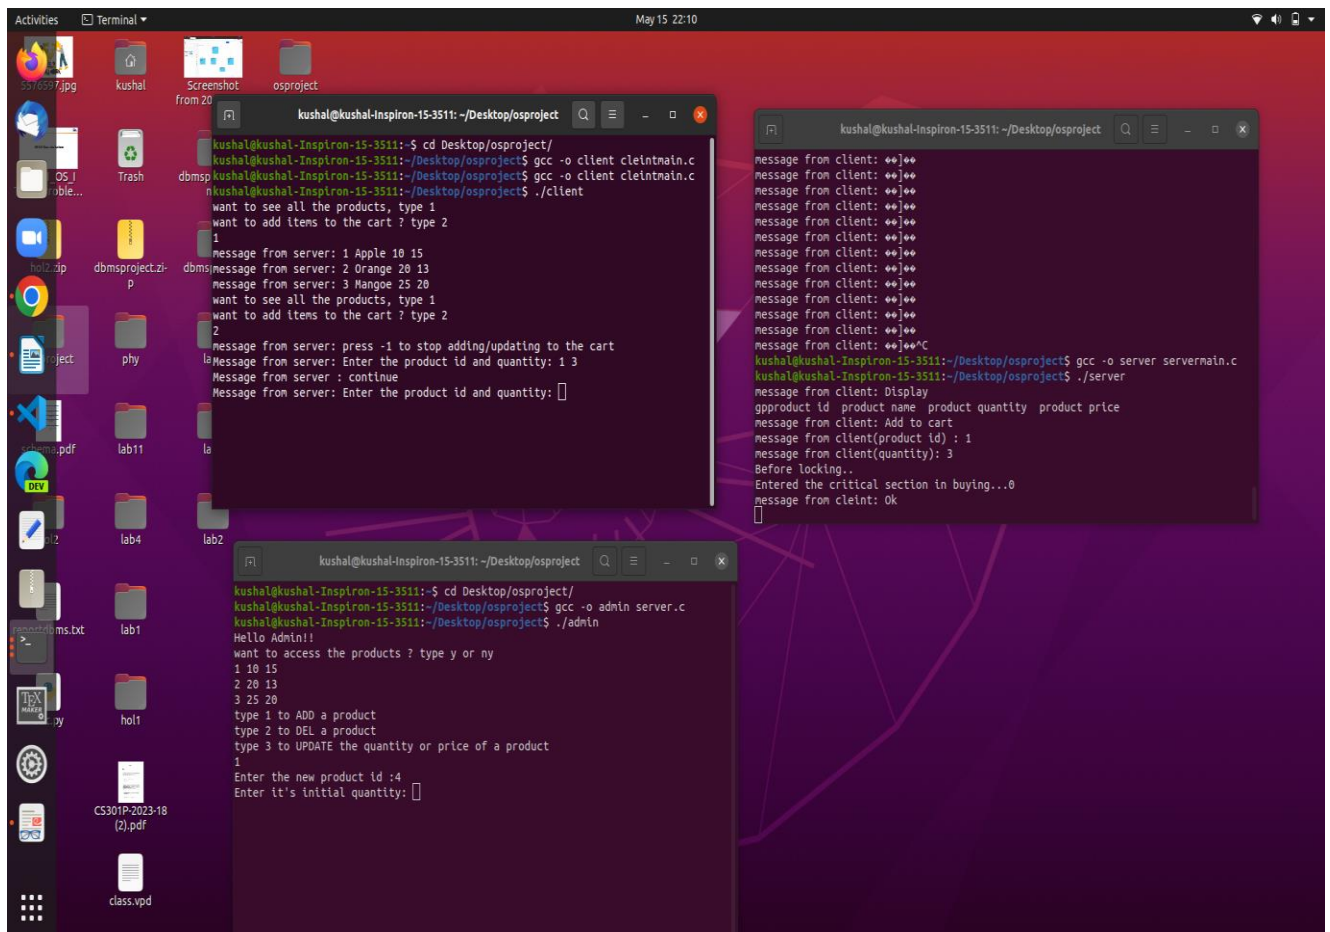 Activities Terminal May 15 22:10
5576597.jpg
kushal
Screenshot
from 20
osproject
Trash
hol2.zip
dbmsproject.zi-
p
phy
schema.pdf
lab11
DEV
lab4
lab2
lab1
TEX
MAKER
hol1
CS301P-2023-18
(2).pdf
class.vpd
kushal@kushal-Inspiron-15-3511: ~/Desktop/osproject
kushal@kushal-Inspiron-15-3511:~$ cd Desktop/osproject/
kushal@kushal-Inspiron-15-3511:~/Desktop/osproject$ gcc -o client cleintmain.c
kushal@kushal-Inspiron-15-3511:~/Desktop/osproject$ gcc -o client cleintmain.c
kushal@kushal-Inspiron-15-3511:~/Desktop/osproject$ ./client
want to see all the products, type 1
want to add items to the cart ? type 2
1
message from server: 1 Apple 10 15
message from server: 2 Orange 20 13
message from server: 3 Mangoe 25 20
want to see all the products, type 1
want to add items to the cart ? type 2
2
message from server: press -1 to stop adding/updating to the cart
Message from server: Enter the product id and quantity: 1 3
Message from server : continue
Message from server: Enter the product id and quantity:
kushal@kushal-Inspiron-15-3511: ~/Desktop/osproject
message from client: ��]��
message from client: ��]��
message from client: ��]��
message from client: ��]��
message from client: ��]��
message from client: ��]��
message from client: ��]��
message from client: ��]��
message from client: ��]��
message from client: ��]��
message from client: ��]��
message from client: ��]��
message from client: ��]��^C
kushal@kushal-Inspiron-15-3511:~/Desktop/osproject$ gcc -o server servermain.c
kushal@kushal-Inspiron-15-3511:~/Desktop/osproject$ ./server
message from client: Display
gpproduct id product name product quantity product price
message from client: Add to cart
message from client(product id) : 1
message from client(quantity): 3
Before locking..
Entered the critical section in buying...0
message from cleint: Ok
kushal@kushal-Inspiron-15-3511: ~/Desktop/osproject
kushal@kushal-Inspiron-15-3511:~$ cd Desktop/osproject/
kushal@kushal-Inspiron-15-3511:~/Desktop/osproject$ gcc -o admin server.c
kushal@kushal-Inspiron-15-3511:~/Desktop/osproject$ ./admin
Hello Admin!!
want to access the products ? type y or ny
1 10 15
2 20 13
3 25 20
type 1 to ADD a product
type 2 to DEL a product
type 3 to UPDATE the quantity or price of a product
1
Enter the new product id :4
Enter it's initial quantity: